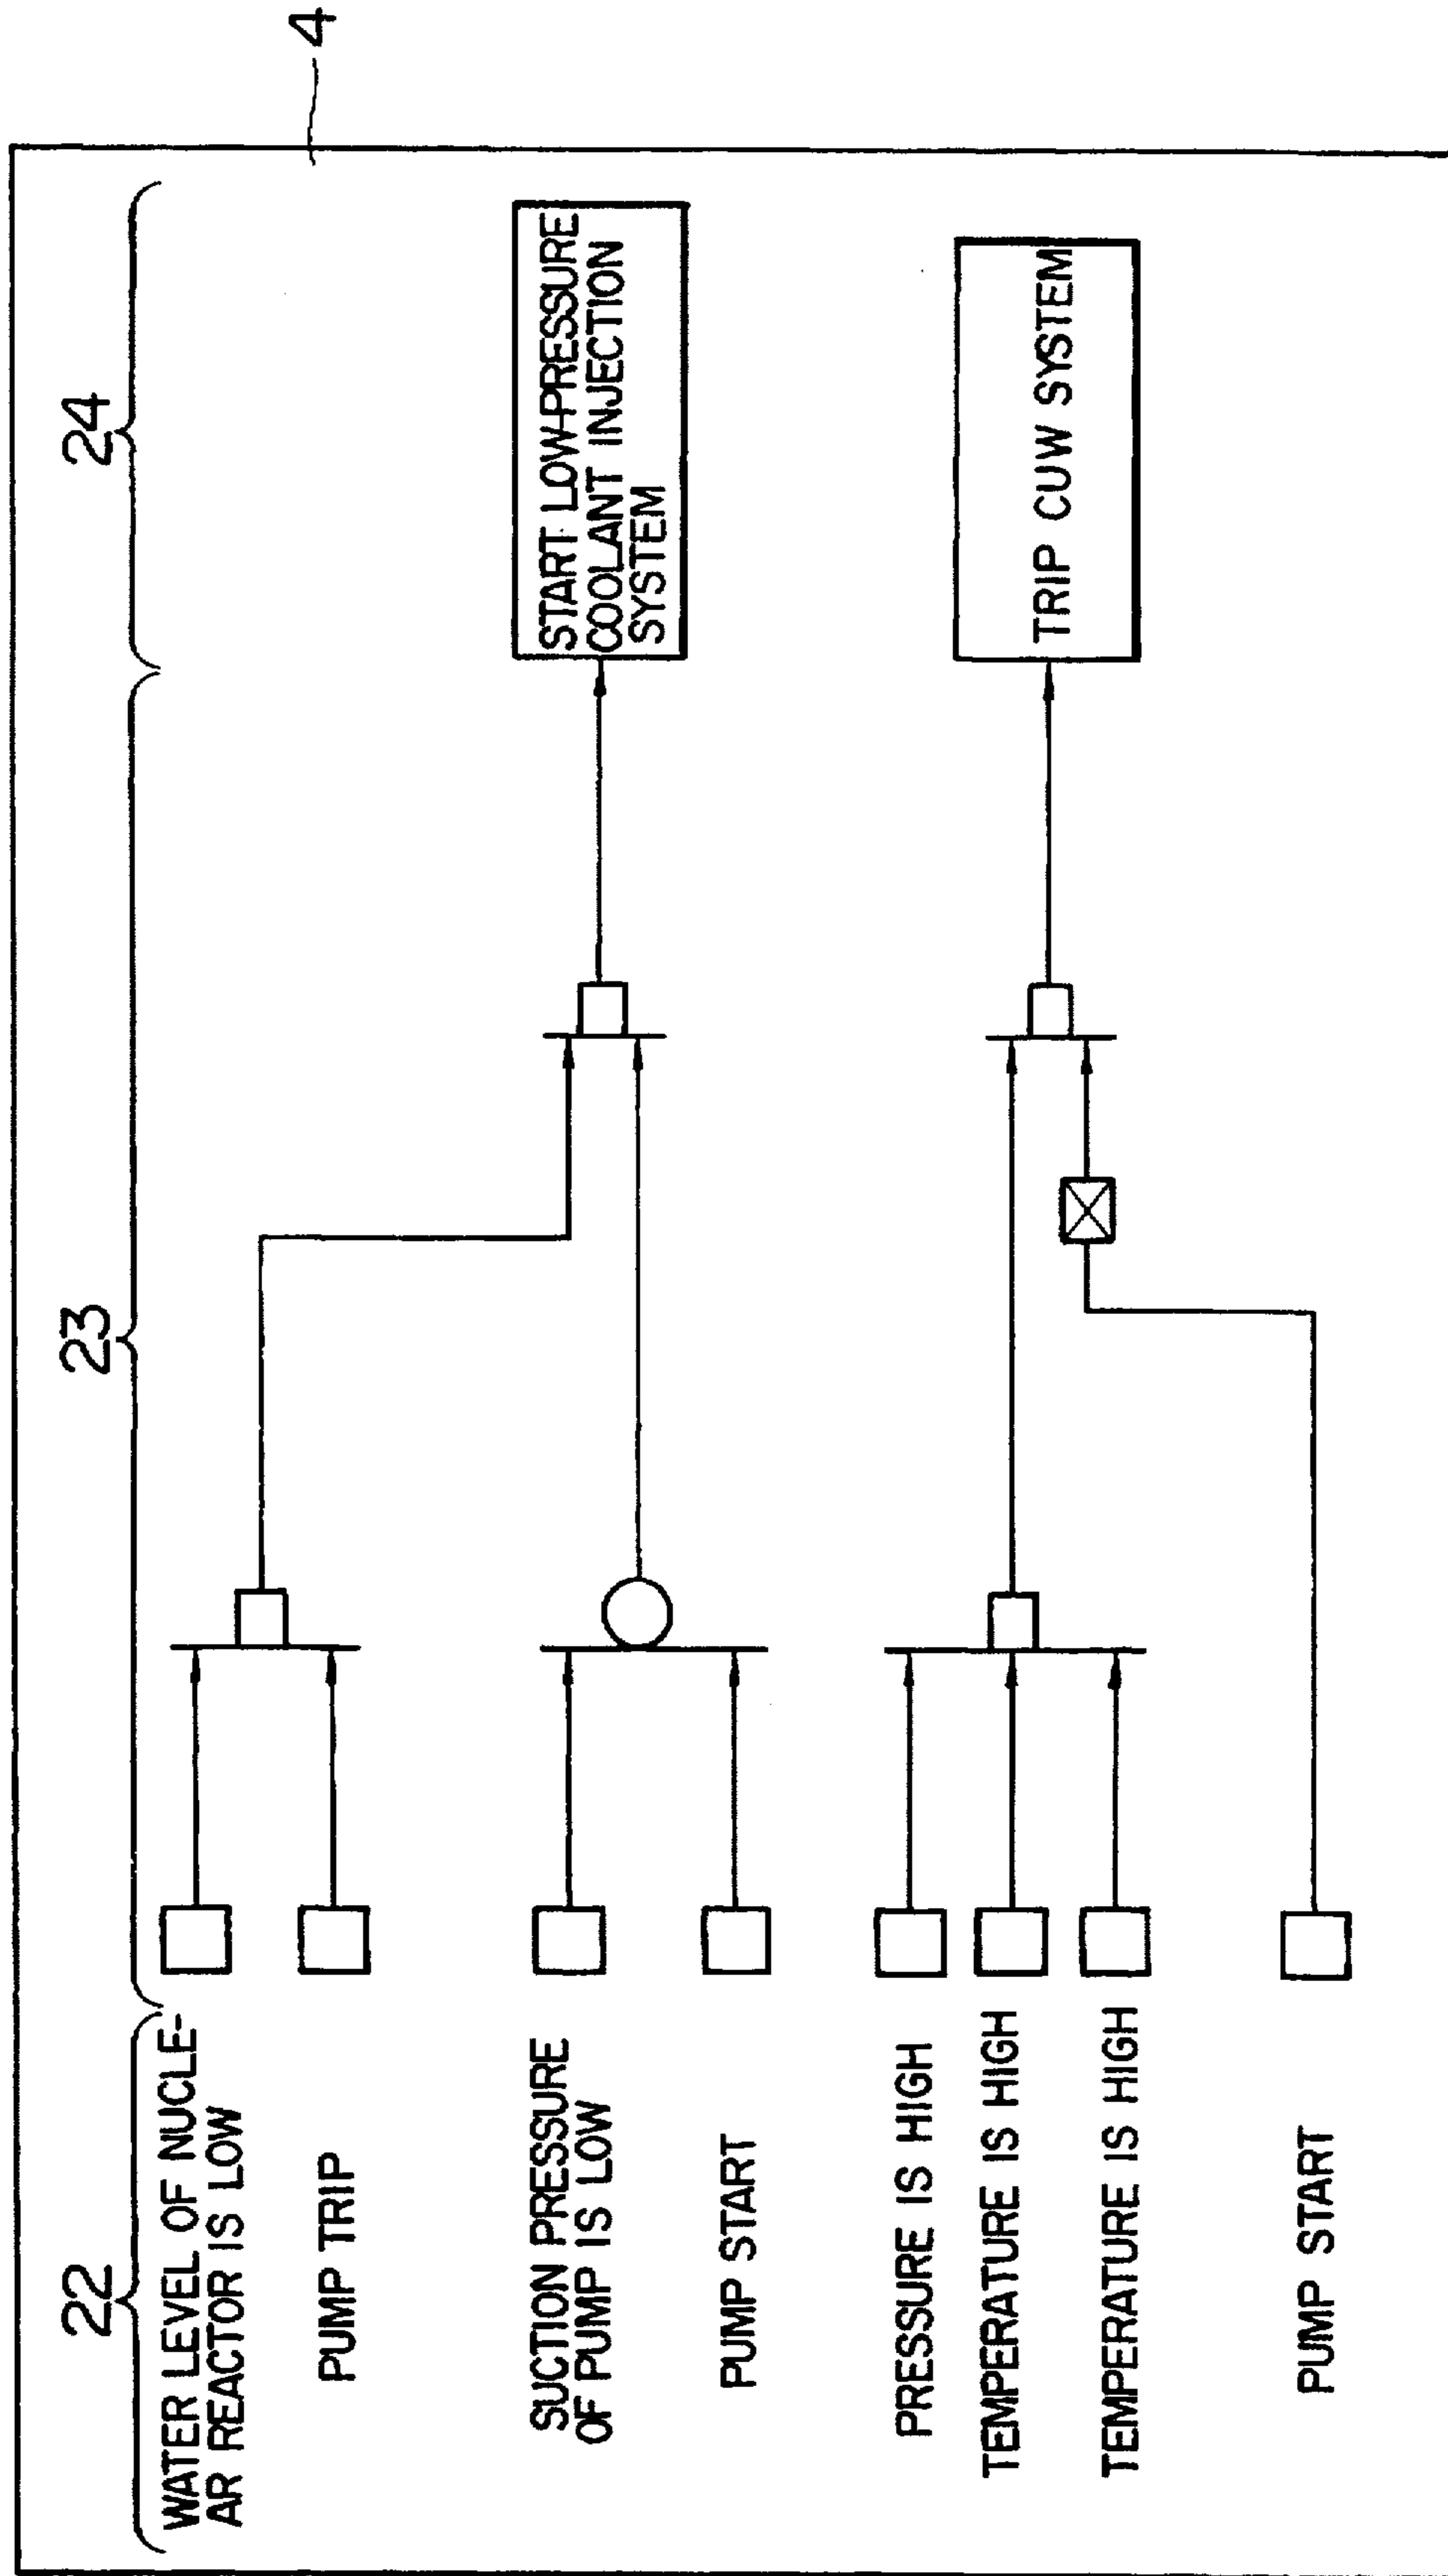 22
23
24
4
WATER LEVEL OF NUCLE-
AR REACTOR IS LOW
PUMP TRIP
SUCTION PRESSURE
OF PUMP IS LOW
PUMP START
START LOW-PRESSURE
COOLANT INJECTION
SYSTEM
PRESSURE IS HIGH
TEMPERATURE IS HIGH
TEMPERATURE IS HIGH
PUMP START
TRIP CUW SYSTEM